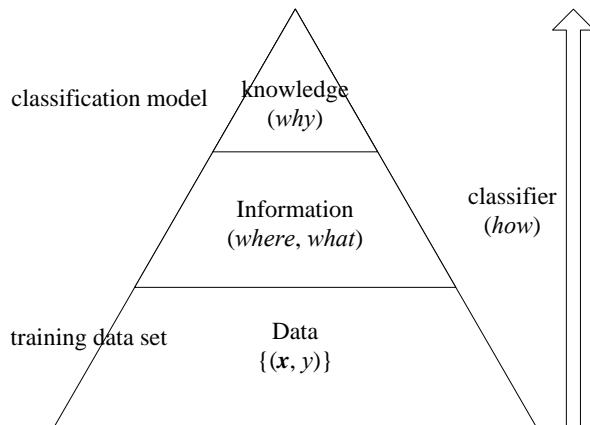 classification model
knowledge
(why)
Information
(where, what)
classifier
(how)
training data set
Data
{(x, y)}